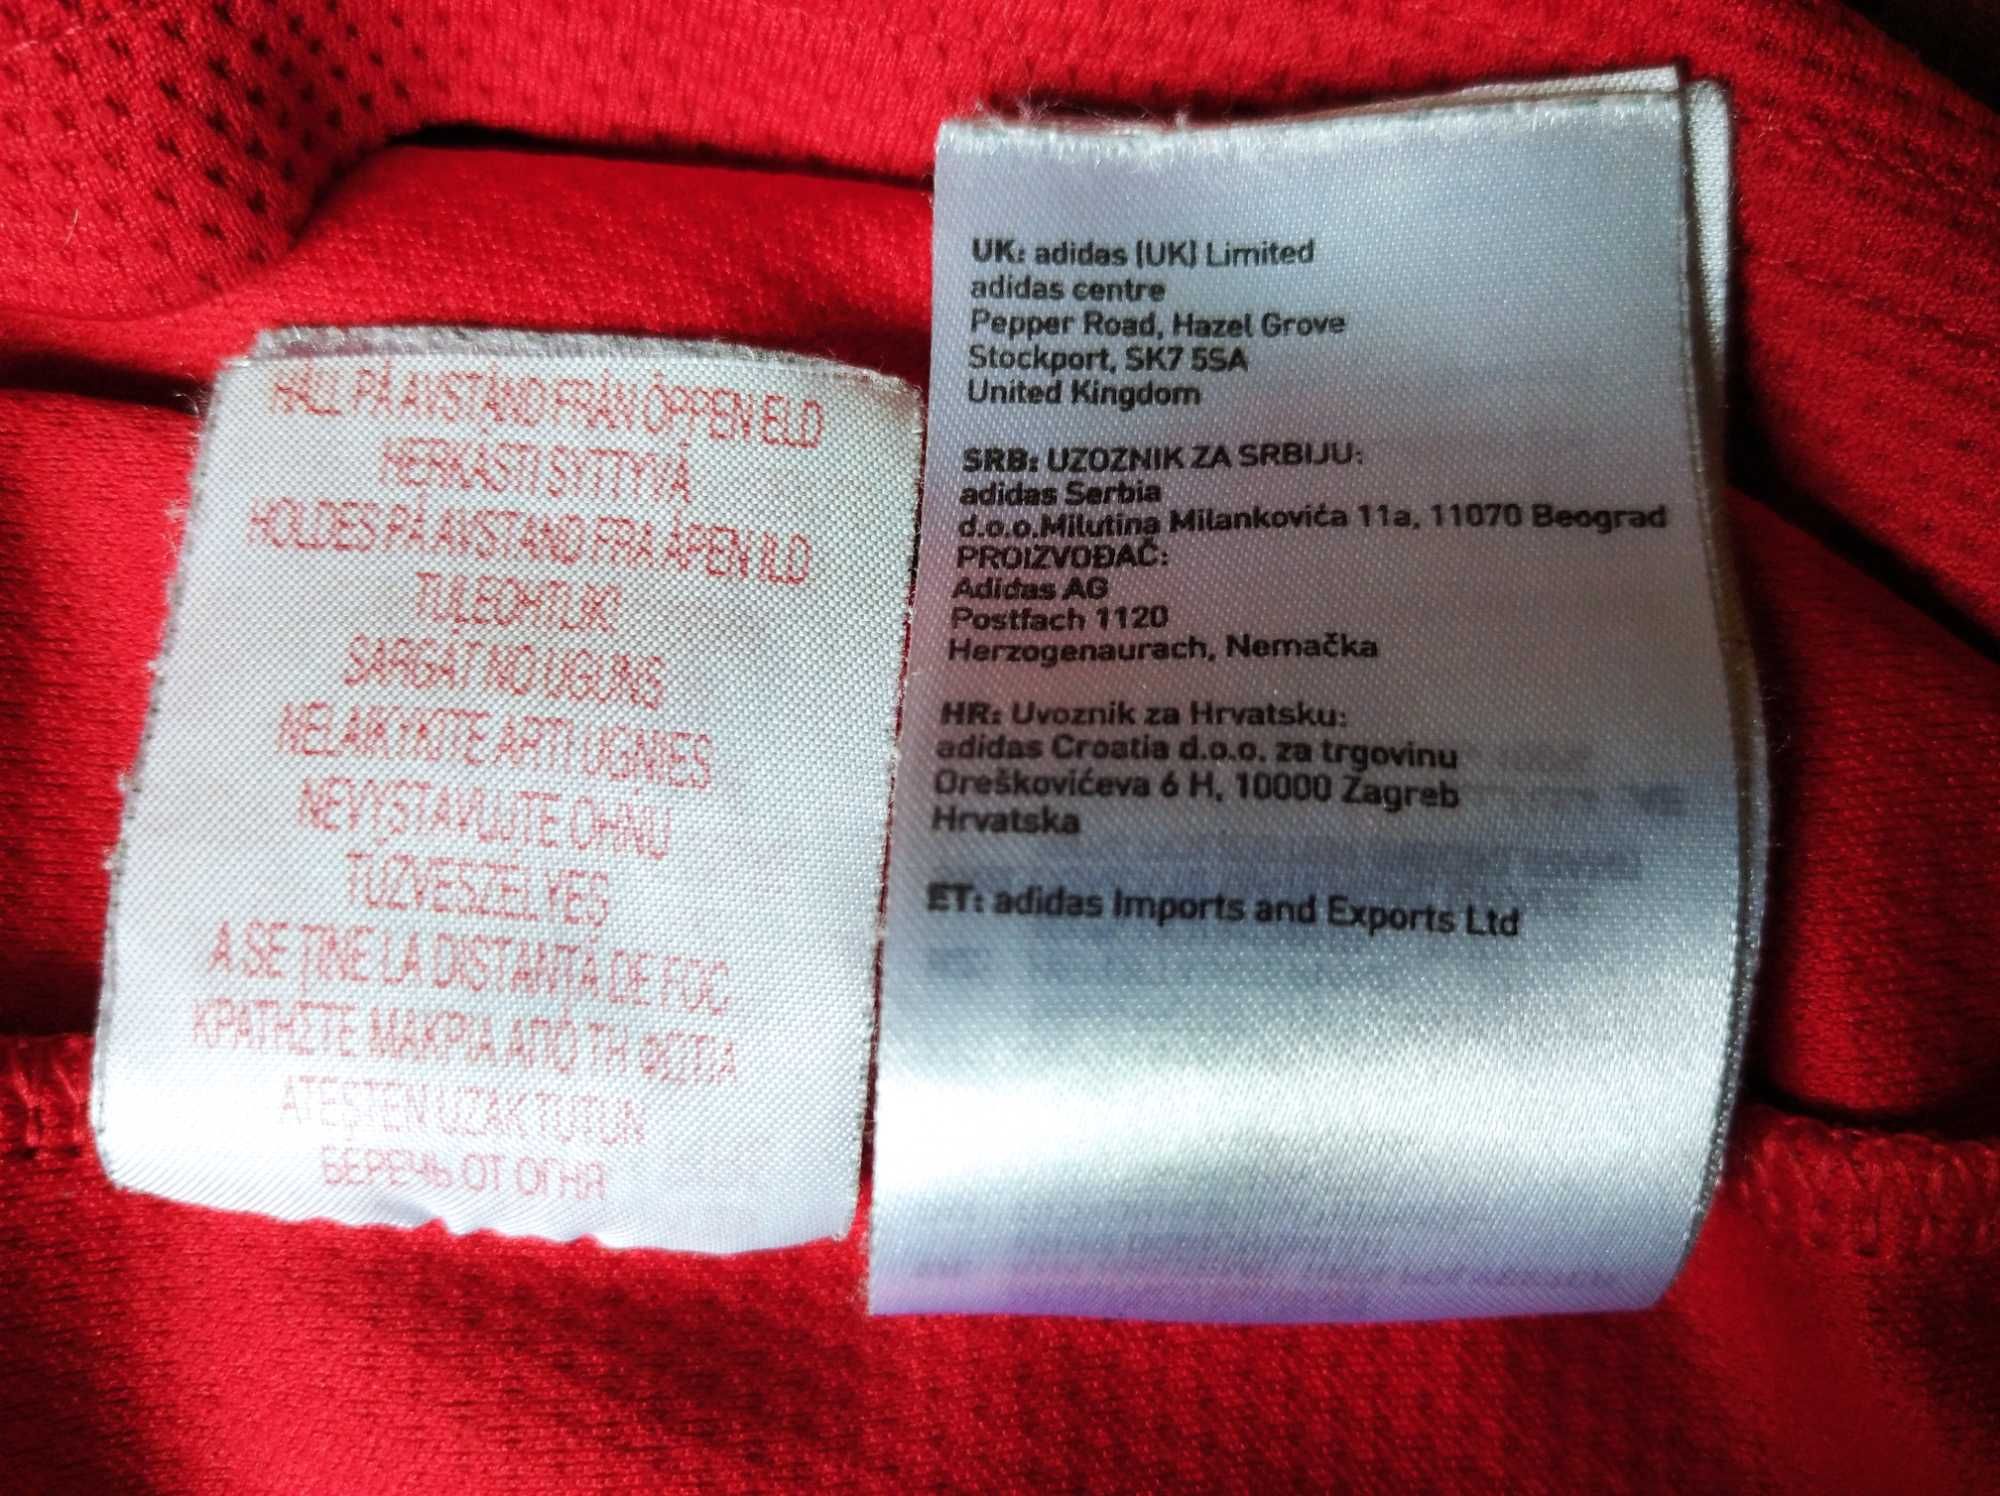 HÅLL PÅ AVSTÅND FRÅN ÖPPEN ELD
HERKÄSTI SYTTYVÄ
HOLDES PÅ AVSTAND FRA ÅPEN ILD
TULEOHTLIK!
SARGĀT NO UGUNS
NELAIKYKITE ARTI UGNIES
NEVYSTAVUJTE OHNU
TŰZVESZÉLYES
A SE ŢINE LA DISTANŢĂ DE FOC
ΚΡΑΤΗΣΤΕ ΜΑΚΡΙΑ ΑΠΌ ΤΗ ΦΩΤΙΑ
ATEŞTEN UZAK TUTUN
БЕРЕЧЬ ОТ ОГНЯ
UK: adidas (UK) Limited
adidas centre
Pepper Road, Hazel Grove
Stockport, SK7 5SA
United Kingdom
SRB: UZOZNIK ZA SRBIJU:
adidas Serbia
d.o.o.Milutina Milankovića 11a, 11070 Beograd
PROIZVOĐAČ:
Adidas AG
Postfach 1120
Herzogenaurach, Nemačka
HR: Uvoznik za Hrvatsku:
adidas Croatia d.o.o. za trgovinu
Oreškovićeva 6 H, 10000 Zagreb
Hrvatska
ET: adidas Imports and Exports Ltd